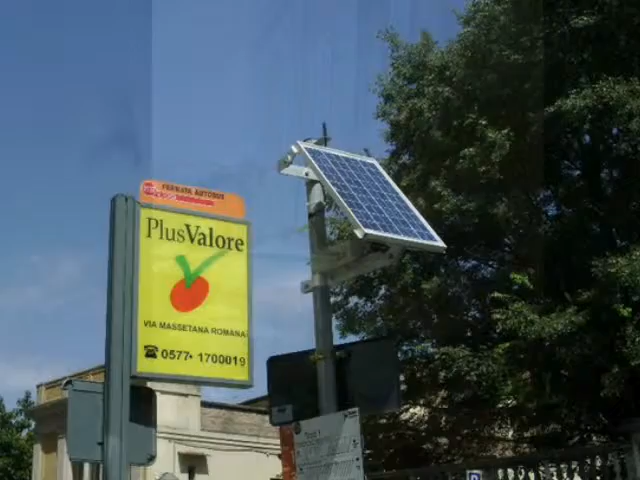 FERMATA AUTOBUS
PlusValore
VIA MASSETANA ROMANA
0577· 1700019